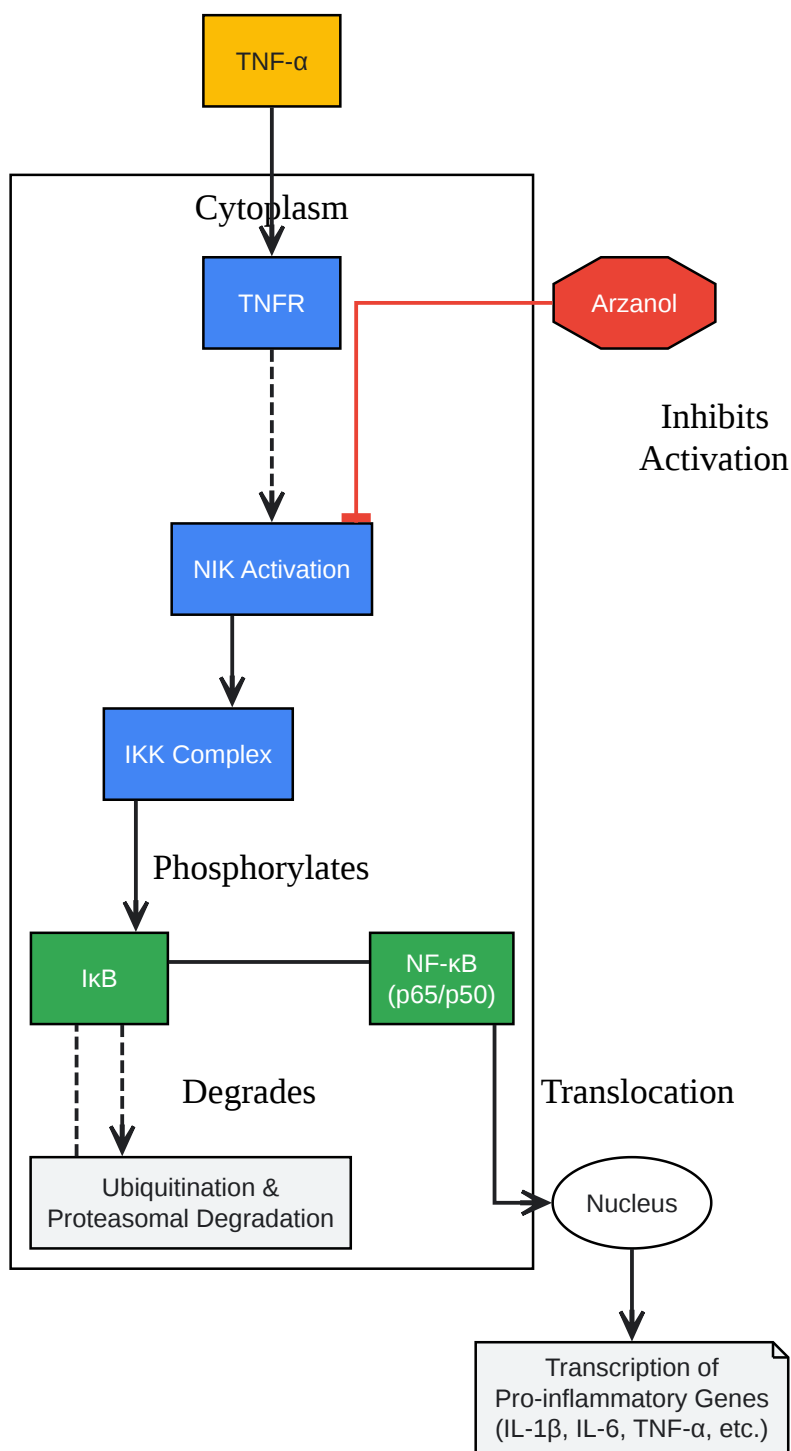 TNF-α
Cytoplasm
TNFR
Arzanol
Inhibits
Activation
NIK Activation
IKK Complex
Phosphorylates
IκB
NF-κB
(p65/p50)
Degrades
Translocation
Ubiquitination &
Proteasomal Degradation
Nucleus
Transcription of
Pro-inflammatory Genes
(IL-1β, IL-6, TNF-α, etc.)